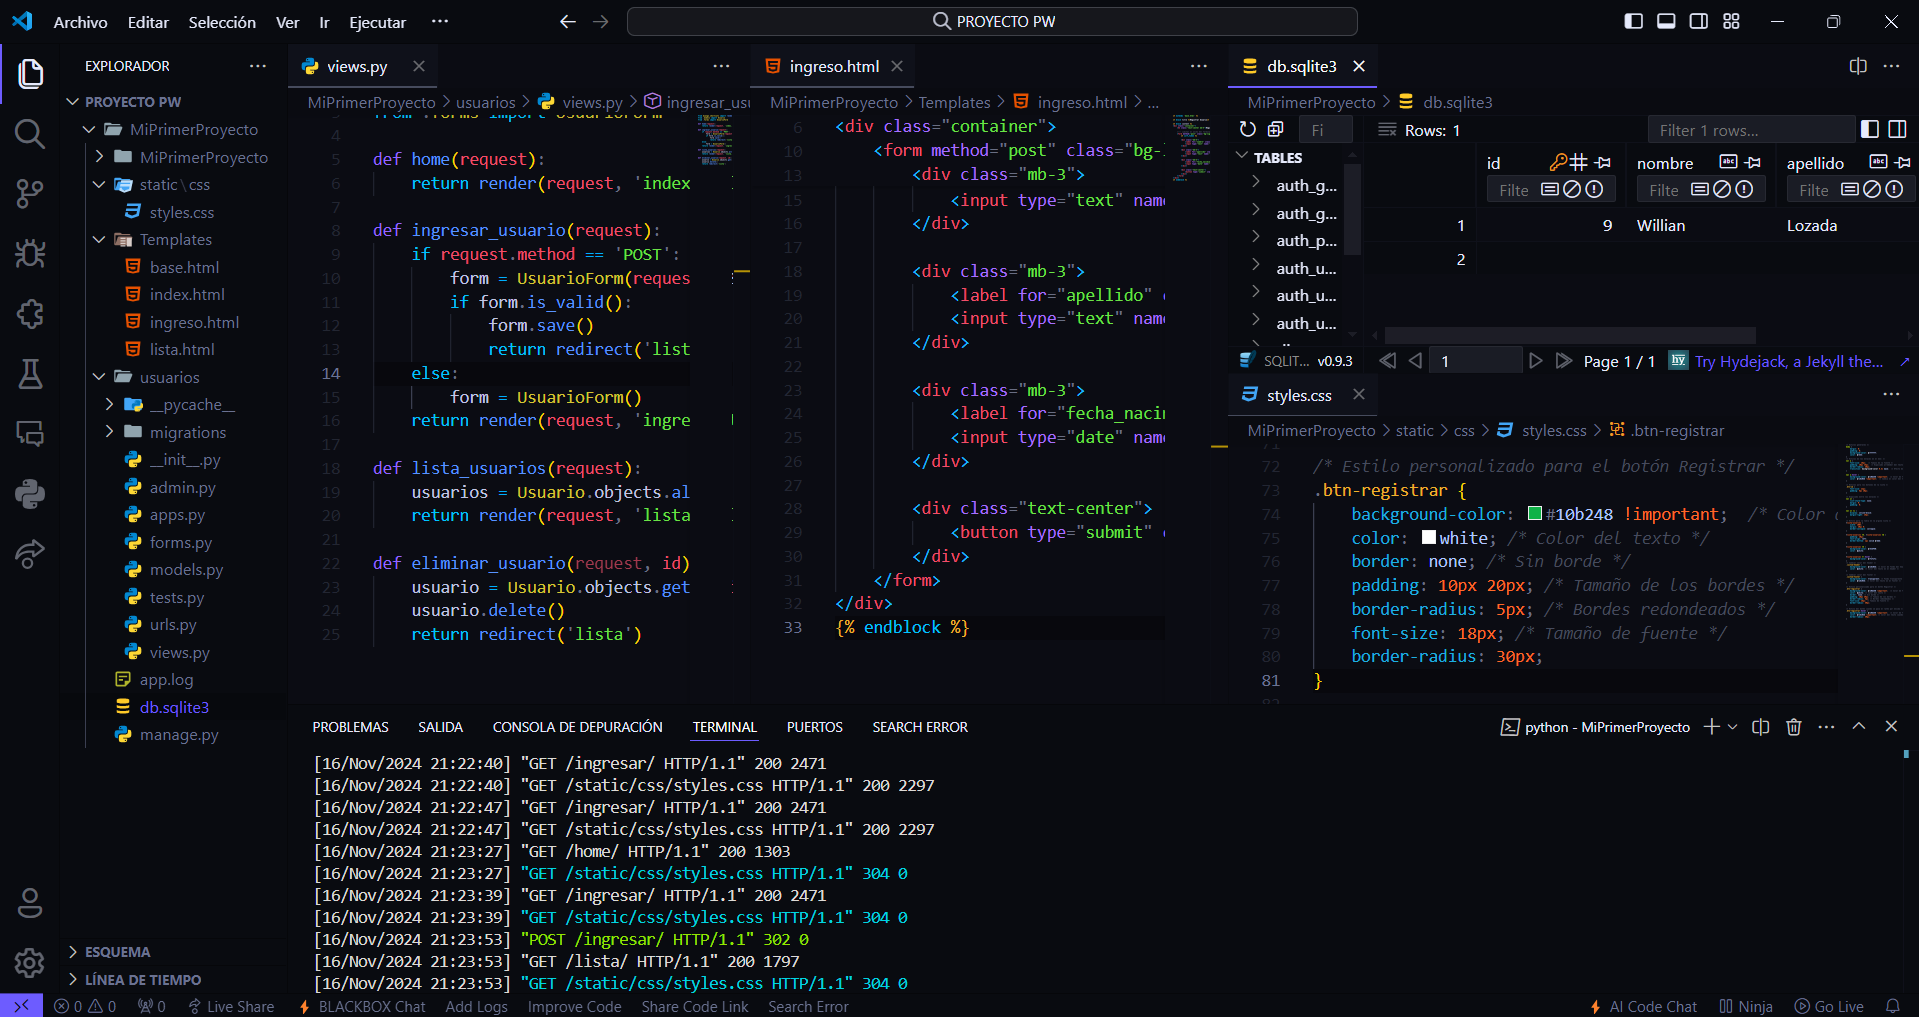 Archivo Editar Selección Ver Ir Ejecutar ···
PROYECTO PW
EXPLORADOR
PROYECTO PW
MiPrimerProyecto
MiPrimerProyecto
static\css
styles.css
Templates
base.html
index.html
ingreso.html
lista.html
usuarios
__pycache__
migrations
__init__.py
admin.py
apps.py
forms.py
models.py
tests.py
urls.py
views.py
app.log
db.sqlite3
manage.py
ESQUEMA
LÍNEA DE TIEMPO
views.py
MiPrimerProyecto > usuarios > views.py > ingresar_usu
from .forms import UsuarioForm
4
5 def home(request):
6 return render(request, 'index
7
8 def ingresar_usuario(request):
9 if request.method == 'POST':
10 form = UsuarioForm(reques
11 if form.is_valid():
12 form.save()
13 return redirect('list
14 else:
15 form = UsuarioForm()
16 return render(request, 'ingre
17
18 def lista_usuarios(request):
19 usuarios = Usuario.objects.al
20 return render(request, 'lista
21
22 def eliminar_usuario(request, id)
23 usuario = Usuario.objects.get
24 usuario.delete()
25 return redirect('lista')
ingreso.html
MiPrimerProyecto > Templates > ingreso.html > ...
6 <div class="container">
10 <form method="post" class="bg-
13 <div class="mb-3">
15 <input type="text" name
16 </div>
17
18 <div class="mb-3">
19 <label for="apellido"
20 <input type="text" name
21 </div>
22
23 <div class="mb-3">
24 <label for="fecha_nacin
25 <input type="date" name
26 </div>
27
28 <div class="text-center">
29 <button type="submit"
30 </div>
31 </form>
32 </div>
33 {% endblock %}
db.sqlite3
MiPrimerProyecto > db.sqlite3
Fi
Rows: 1
Filter 1 rows...
TABLES
auth_g...
auth_g...
auth_p...
auth_u...
auth_u...
auth_u...
id nombre apellido
Filte Filte Filte
1 9 Willian Lozada
2
SQLIT... v0.9.3
1
Page 1 / 1
hy Try Hydejack, a Jekyll the...
styles.css
MiPrimerProyecto > static > css > styles.css > .btn-registrar
71
72 /* Estilo personalizado para el botón Registrar */
73 .btn-registrar {
74 background-color: #10b248 !important; /* Color
75 color: white; /* Color del texto */
76 border: none; /* Sin borde */
77 padding: 10px 20px; /* Tamaño de los bordes */
78 border-radius: 5px; /* Bordes redondeados */
79 font-size: 18px; /* Tamaño de fuente */
80 border-radius: 30px;
81 }
82
PROBLEMAS SALIDA CONSOLA DE DEPURACIÓN TERMINAL PUERTOS SEARCH ERROR
python - MiPrimerProyecto
[16/Nov/2024 21:22:40] "GET /ingresar/ HTTP/1.1" 200 2471
[16/Nov/2024 21:22:40] "GET /static/css/styles.css HTTP/1.1" 200 2297
[16/Nov/2024 21:22:47] "GET /ingresar/ HTTP/1.1" 200 2471
[16/Nov/2024 21:22:47] "GET /static/css/styles.css HTTP/1.1" 200 2297
[16/Nov/2024 21:23:27] "GET /home/ HTTP/1.1" 200 1303
[16/Nov/2024 21:23:27] "GET /static/css/styles.css HTTP/1.1" 304 0
[16/Nov/2024 21:23:39] "GET /ingresar/ HTTP/1.1" 200 2471
[16/Nov/2024 21:23:39] "GET /static/css/styles.css HTTP/1.1" 304 0
[16/Nov/2024 21:23:53] "POST /ingresar/ HTTP/1.1" 302 0
[16/Nov/2024 21:23:53] "GET /lista/ HTTP/1.1" 200 1797
[16/Nov/2024 21:23:53] "GET /static/css/styles.css HTTP/1.1" 304 0
0 0 0 Live Share BLACKBOX Chat Add Logs Improve Code Share Code Link Search Error AI Code Chat Ninja Go Live